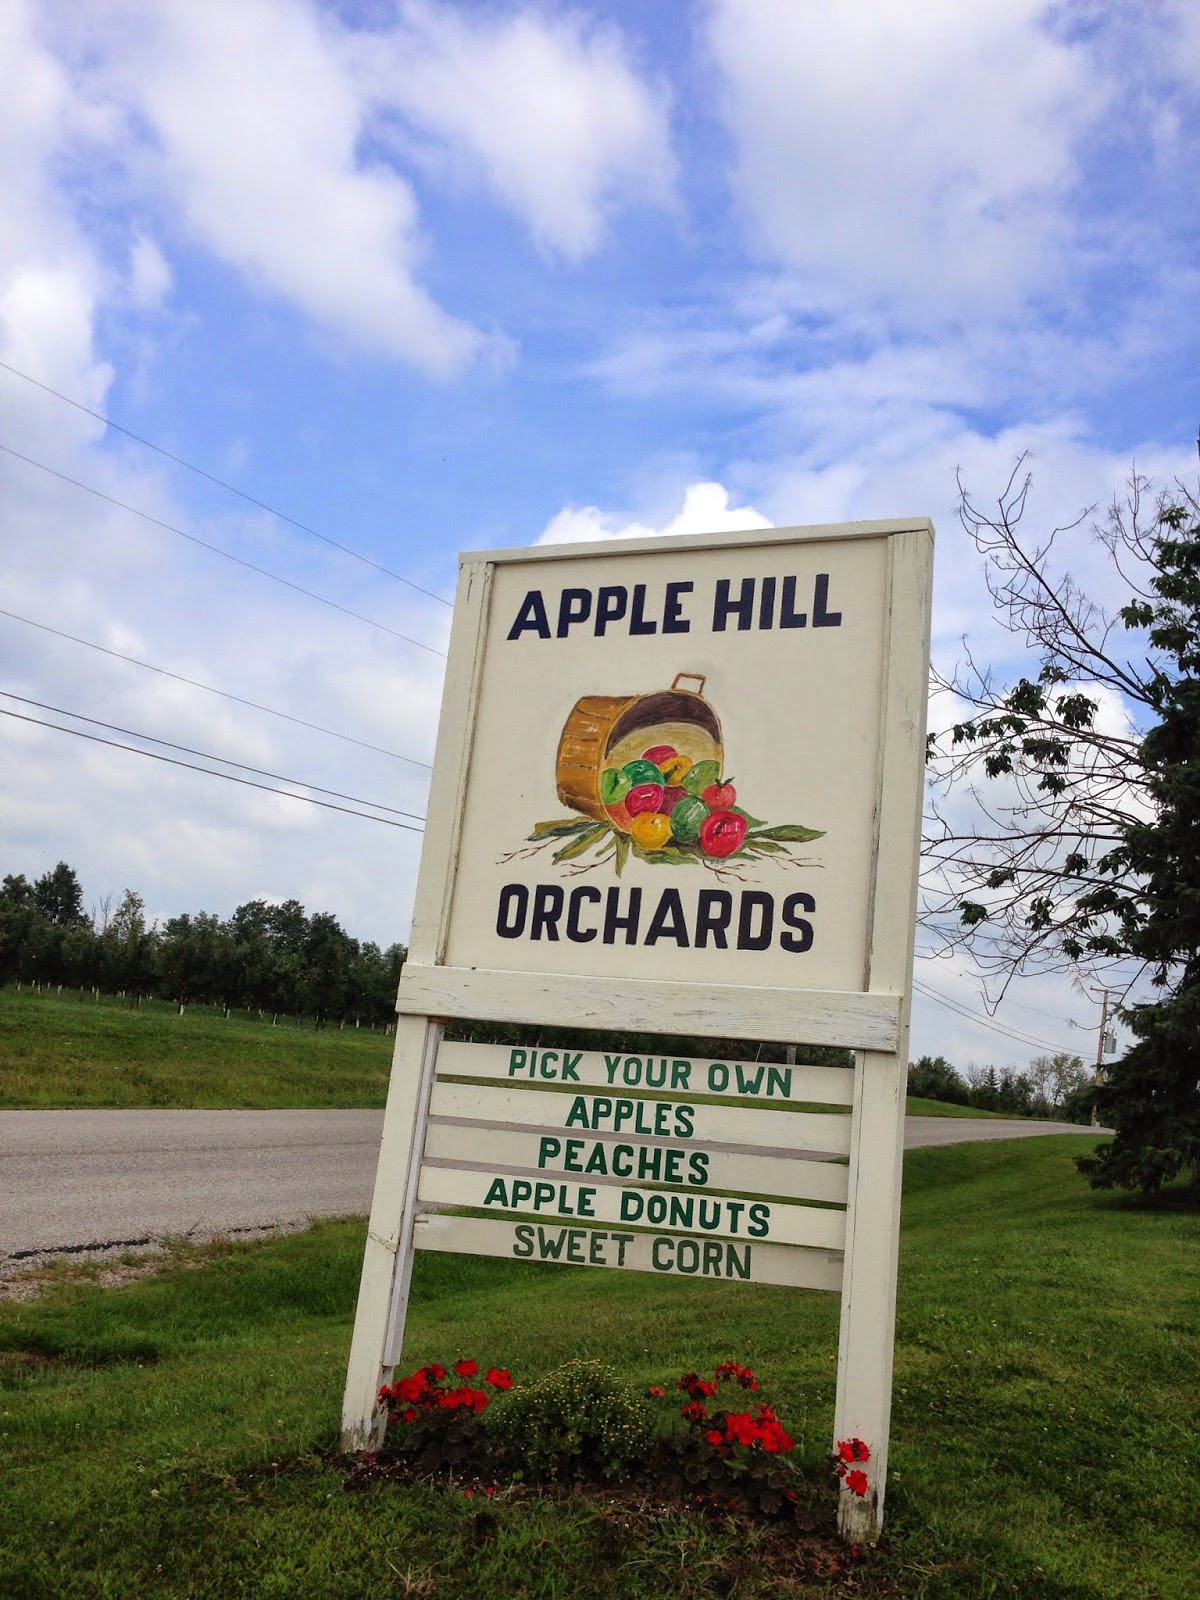 APPLE HILL
ORCHARDS
PICK YOUR OWN
APPLES
PEACHES
APPLE DONUTS
SWEET CORN